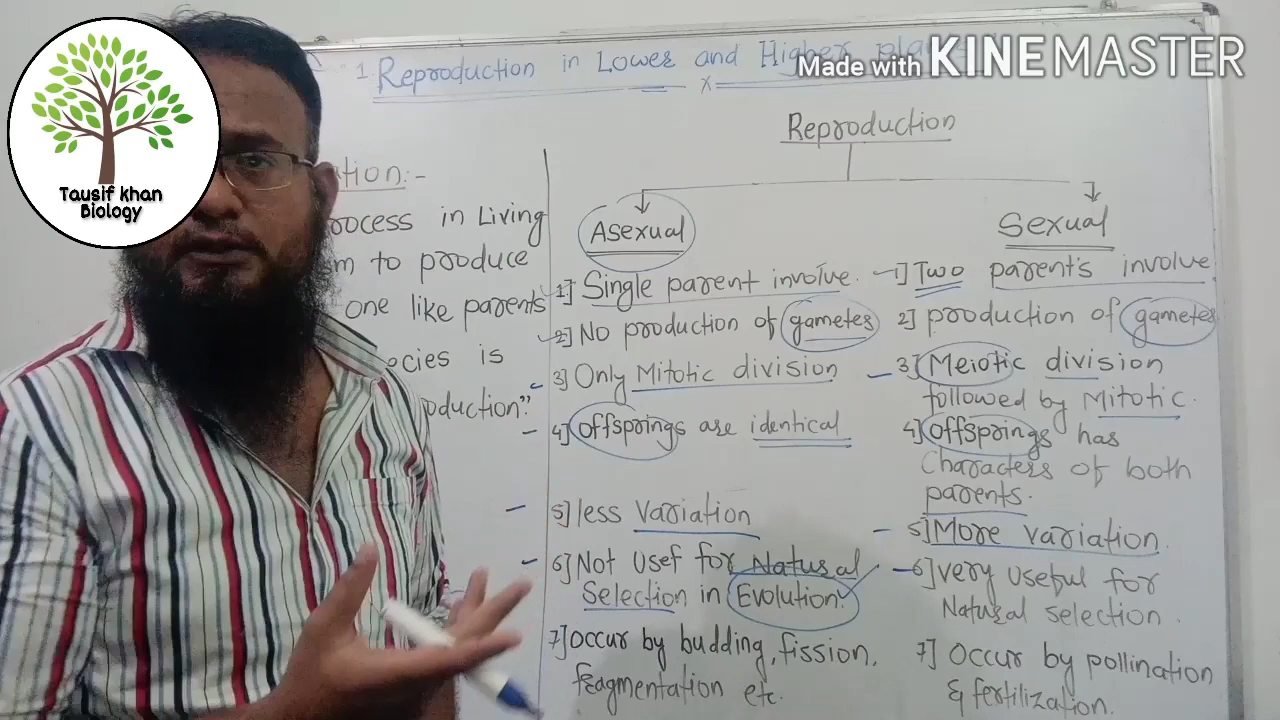 1. Reproduction in Lower and Higher
Made with KINEMASTER
Tausif khan
Biology
Reproduction
Asexual
1] Single parent involve.
2] No production of gametes
3] Only Mitotic division
4] offsprings are identical
5] less variation
6] Not Usef for Natural
Selection in Evolution.
7] occur by budding, fission,
fragmentation etc.
Sexual
1] Two parent's involve
2] production of gametes
3] Meiotic division
followed by Mitotic.
4] offsprings has
Characters of both
parents.
5] More variation.
6] very useful for
Natural selection.
7] Occur by pollination
& fertilization.
in Living
to produce
one like parents
is